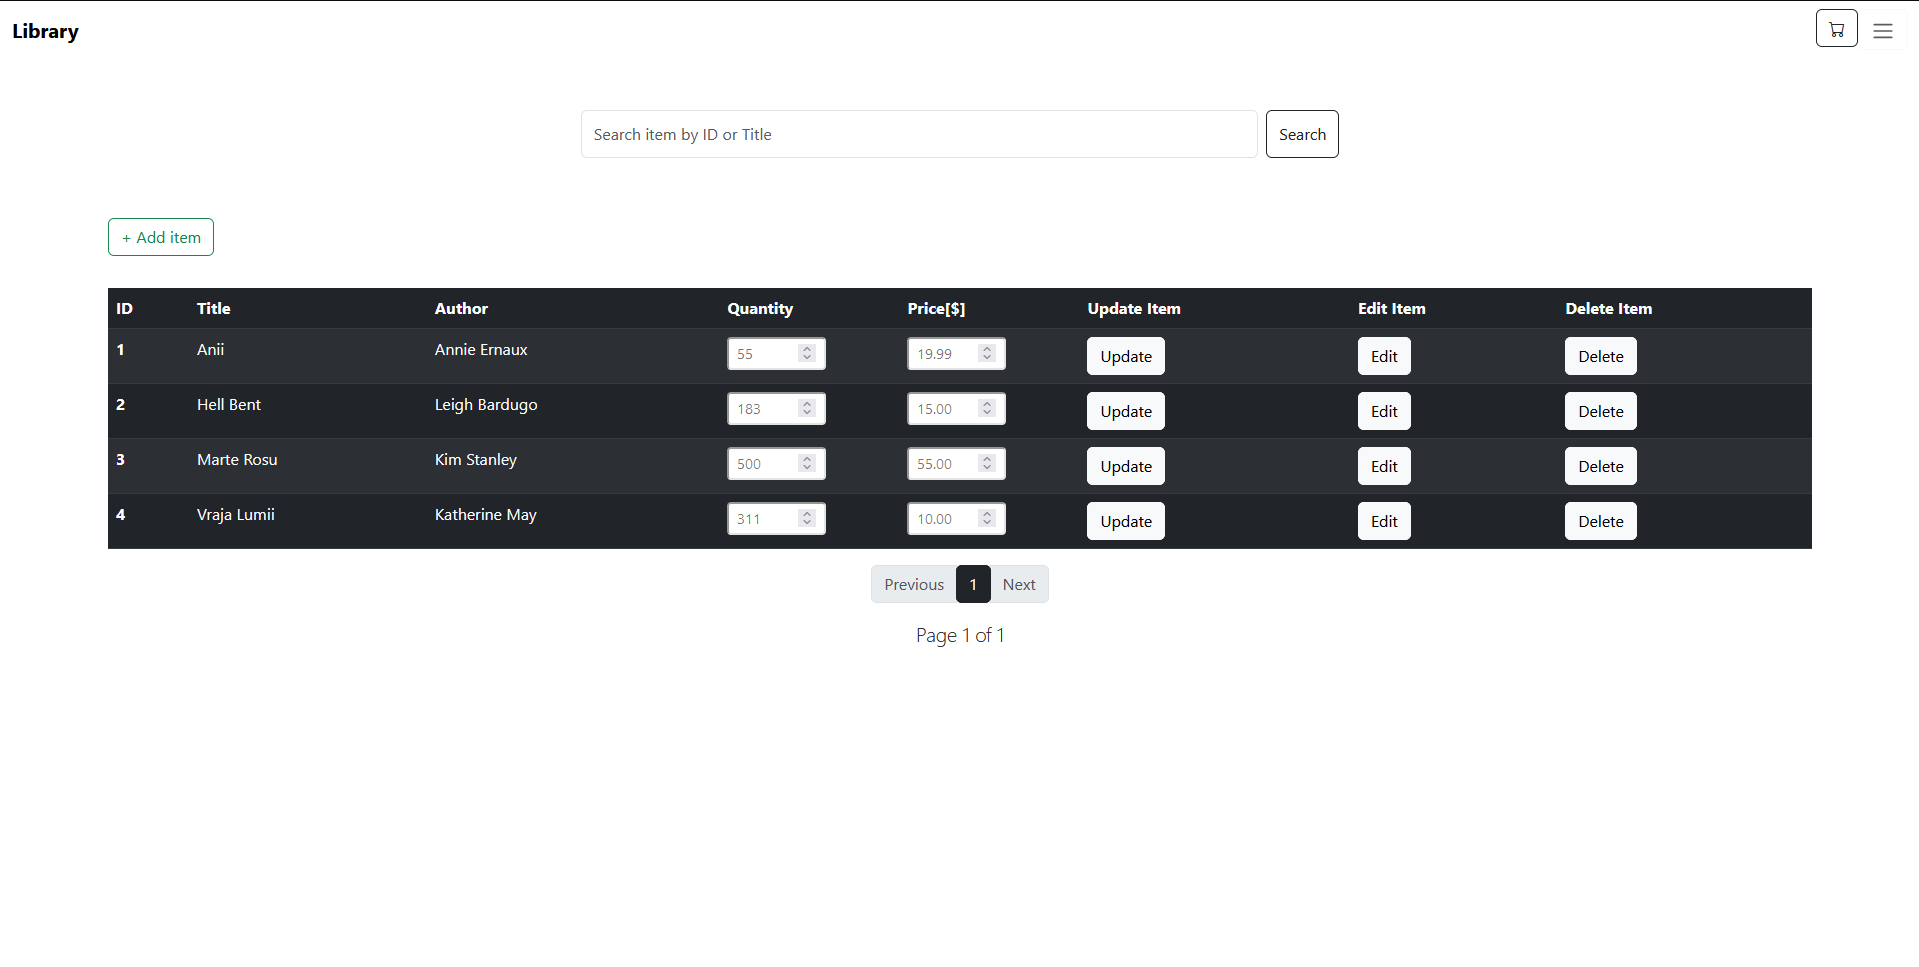 Library
Search item by ID or Title Search
+ Add item
ID Title Author Quantity Price[$] Update Item Edit Item Delete Item
1 Anii Annie Ernaux 55 19.99 Update Edit Delete
2 Hell Bent Leigh Bardugo 183 15.00 Update Edit Delete
3 Marte Rosu Kim Stanley 500 55.00 Update Edit Delete
4 Vraja Lumii Katherine May 311 10.00 Update Edit Delete
Previous 1 Next
Page 1 of 1